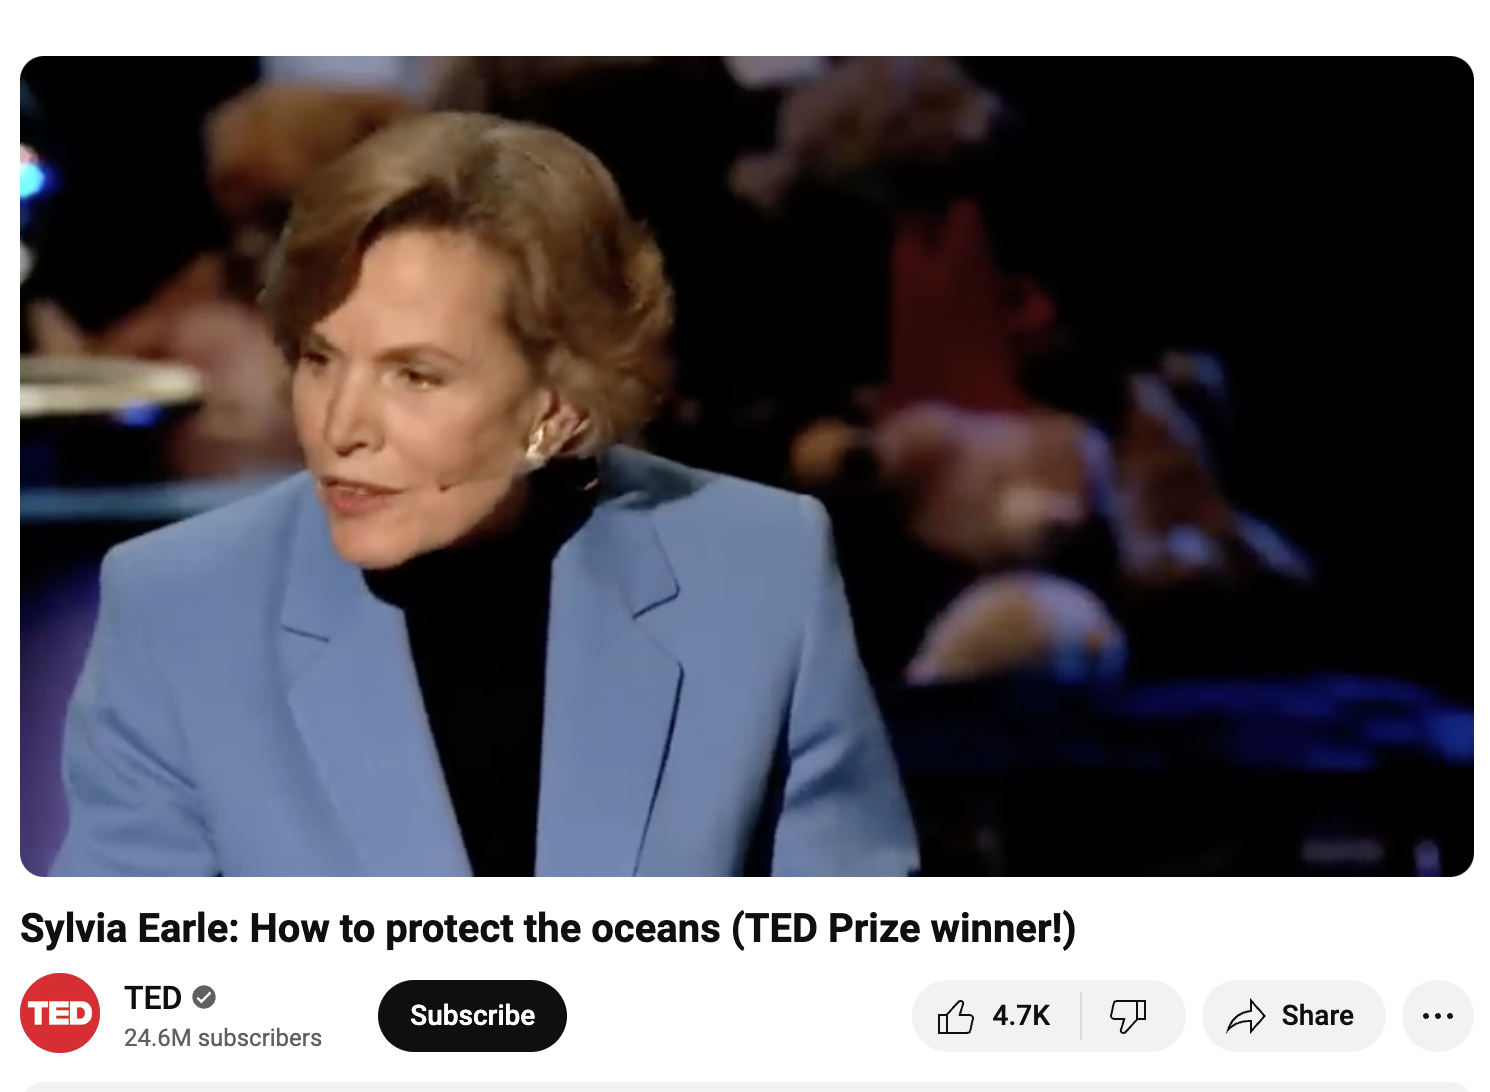 Sylvia Earle: How to protect the oceans (TED Prize winner!)
TED
TED
24.6M subscribers
Subscribe
4.7K
Share